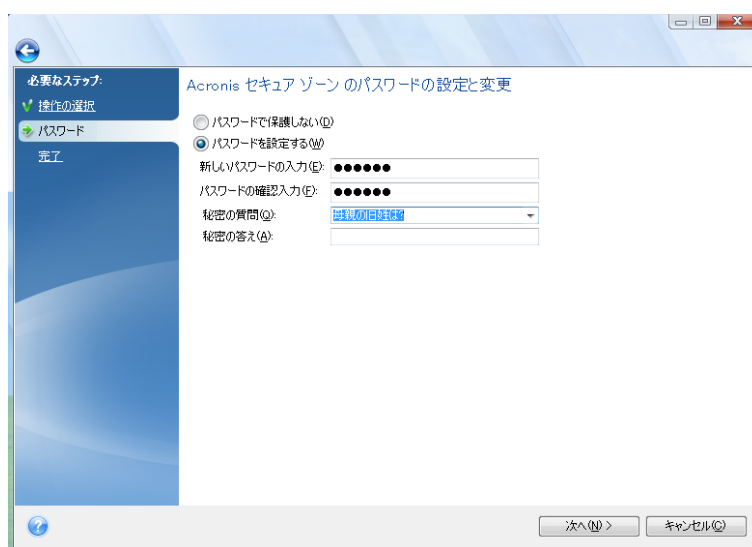 必要なステップ:
操作の選択
パスワード
完了
Acronis セキュア ゾーン のパスワードの設定と変更
パスワードで保護しない(D)
パスワードを設定する(W)
新しいパスワードの入力(E): ●●●●●●
パスワードの確認入力(F): ●●●●●●
秘密の質問(Q): 母親の旧姓は?
秘密の答え(A):
次へ(N) >
キャンセル(C)